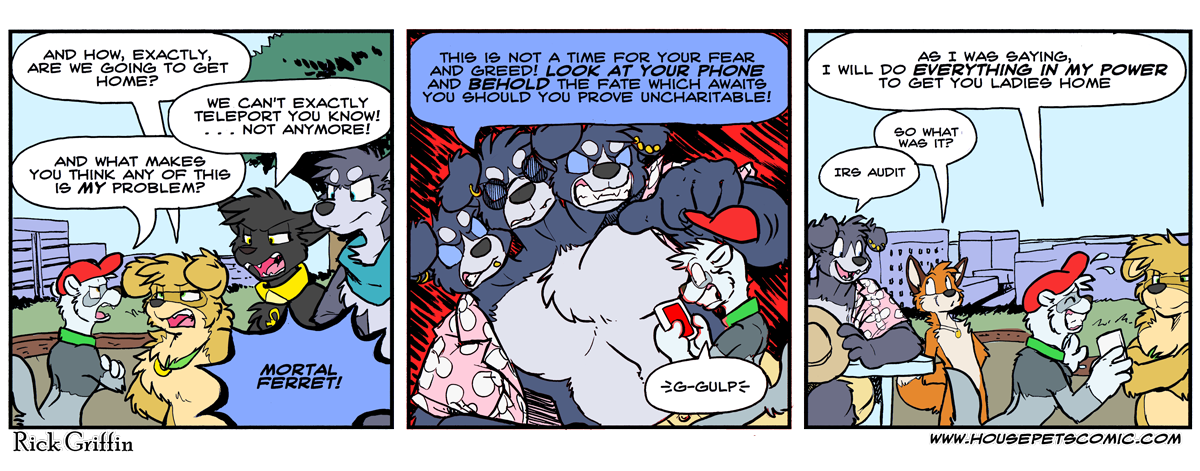 AND HOW, EXACTLY,
ARE WE GOING TO GET
HOME?
WE CAN'T EXACTLY
TELEPORT YOU KNOW!
. . . NOT ANYMORE!
AND WHAT MAKES
YOU THINK ANY OF THIS
IS MY PROBLEM?
MORTAL
FERRET!
THIS IS NOT A TIME FOR YOUR FEAR
AND GREED! LOOK AT YOUR PHONE
AND BEHOLD THE FATE WHICH AWAITS
YOU SHOULD YOU PROVE UNCHARITABLE!
G-GULP
AS I WAS SAYING,
I WILL DO EVERYTHING IN MY POWER
TO GET YOU LADIES HOME
SO WHAT
WAS IT?
IRS AUDIT
Rick Griffin
WWW.HOUSEPETSCOMIC.COM